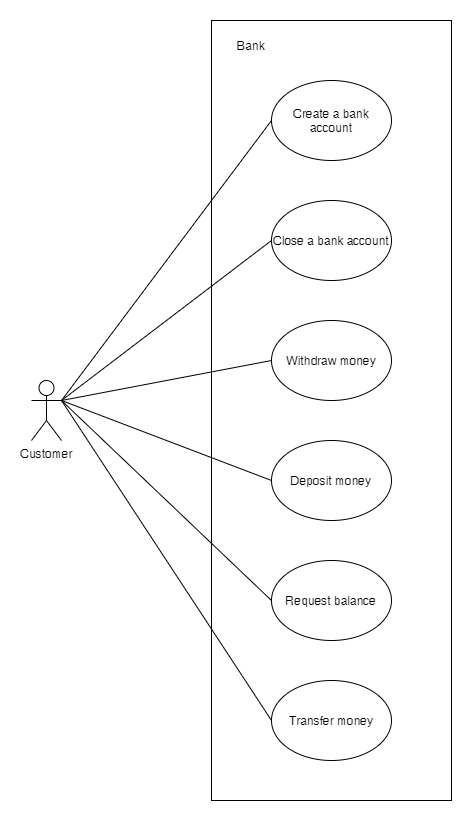 Bank
Create a bank
account
Close a bank account
Withdraw money
Customer
Deposit money
Request balance
Transfer money